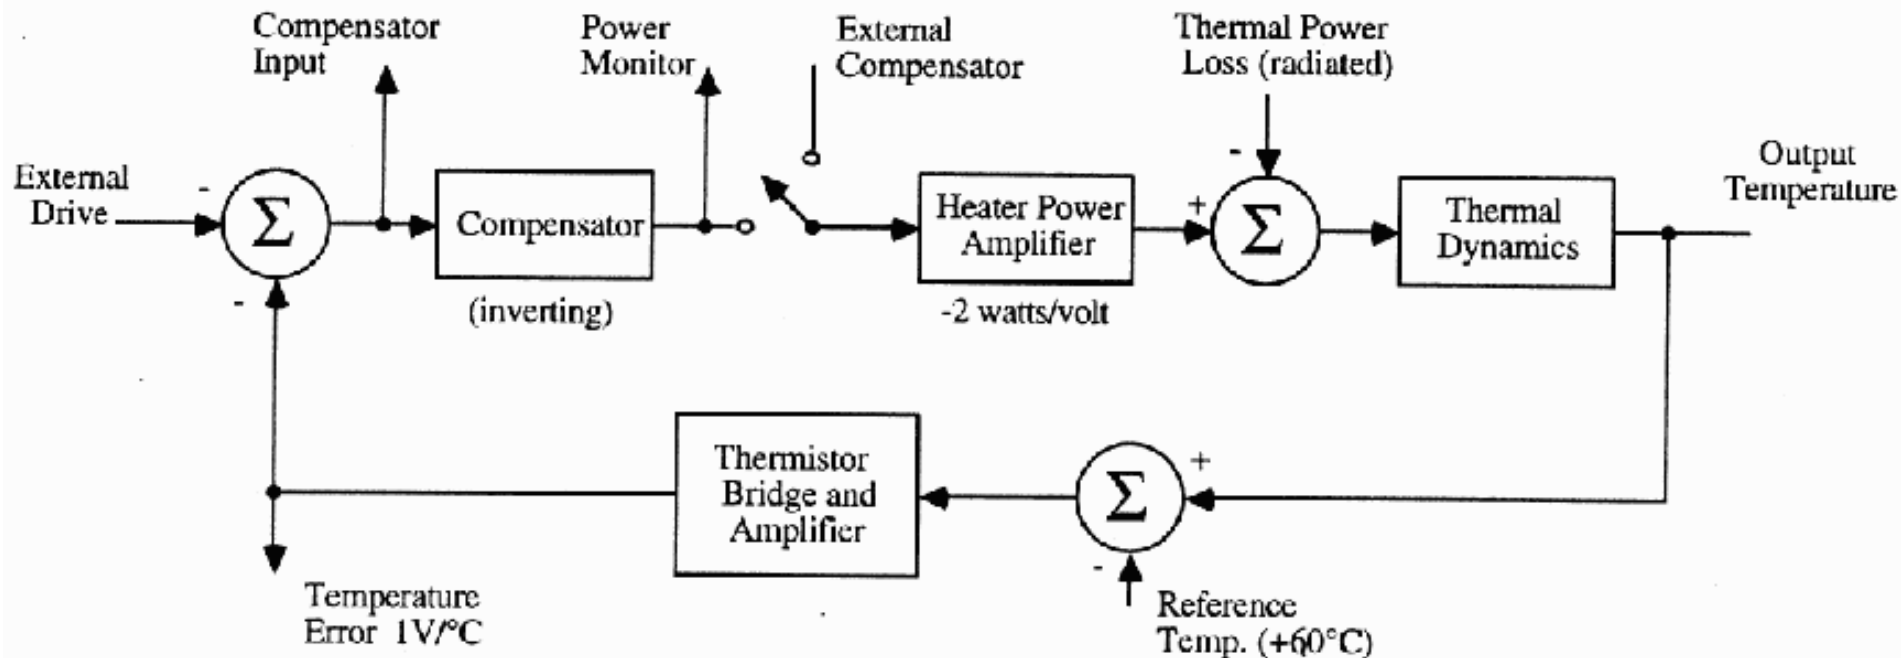 Compensator
Input
Power
Monitor
External
Compensator
Thermal Power
Loss (radiated)
External
Drive
-
Σ
-
Compensator
(inverting)
Heater Power
Amplifier
-2 watts/volt
+
-
Σ
Thermal
Dynamics
Output
Temperature
Thermistor
Bridge and
Amplifier
Σ
+
-
Temperature
Error 1V/°C
Reference
Temp. (+60°C)